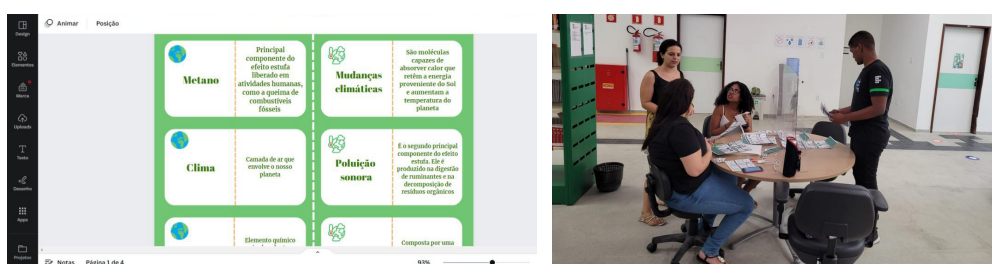 Animar Posição
Design
Elementos
Marca
Uploads
Texto
Desenho
Apps
Projetos
Metano
Principal
componente do
efeito estufa
liberado em
atividades humanas,
como a queima de
combustíveis
fósseis
Mudanças
climáticas
São moléculas
capazes de
absorver calor que
retém a energia
proveniente do Sol
e aumentam a
temperatura do
planeta
Clima
Camada de ar que
envolve o nosso
planeta
Poluição
sonora
É o segundo principal
componente do efeito
estufa. Ele é
produzido na digestão
de ruminantes e na
decomposição de
resíduos orgânicos
Elemento químico
Composta por uma
Notas Página 1 de 4
93%